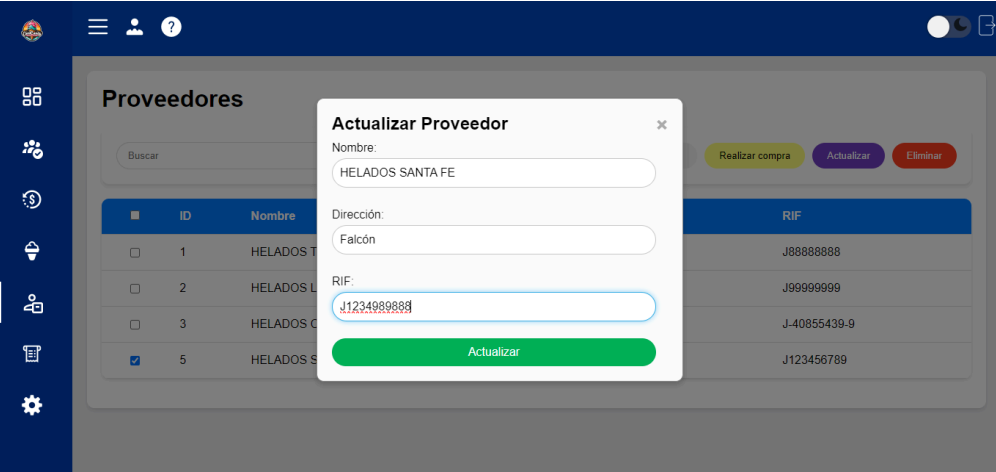 ?
Proveedores
Actualizar Proveedor
×
Nombre:
HELADOS SANTA FE
Dirección:
Falcón
RIF:
J1234989888
Actualizar
Buscar
Realizar compra
Actualizar
Eliminar
ID Nombre RIF
1 HELADOS T J88888888
2 HELADOS L J99999999
3 HELADOS J-40855439-9
5 HELADOS S J123456789